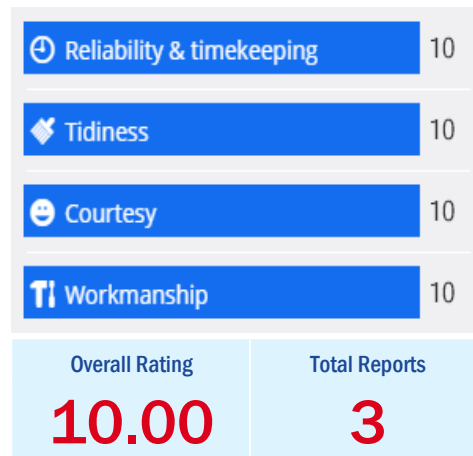 Reliability & timekeeping 10
Tidiness 10
Courtesy 10
Workmanship 10
Overall Rating Total Reports
10.00 3